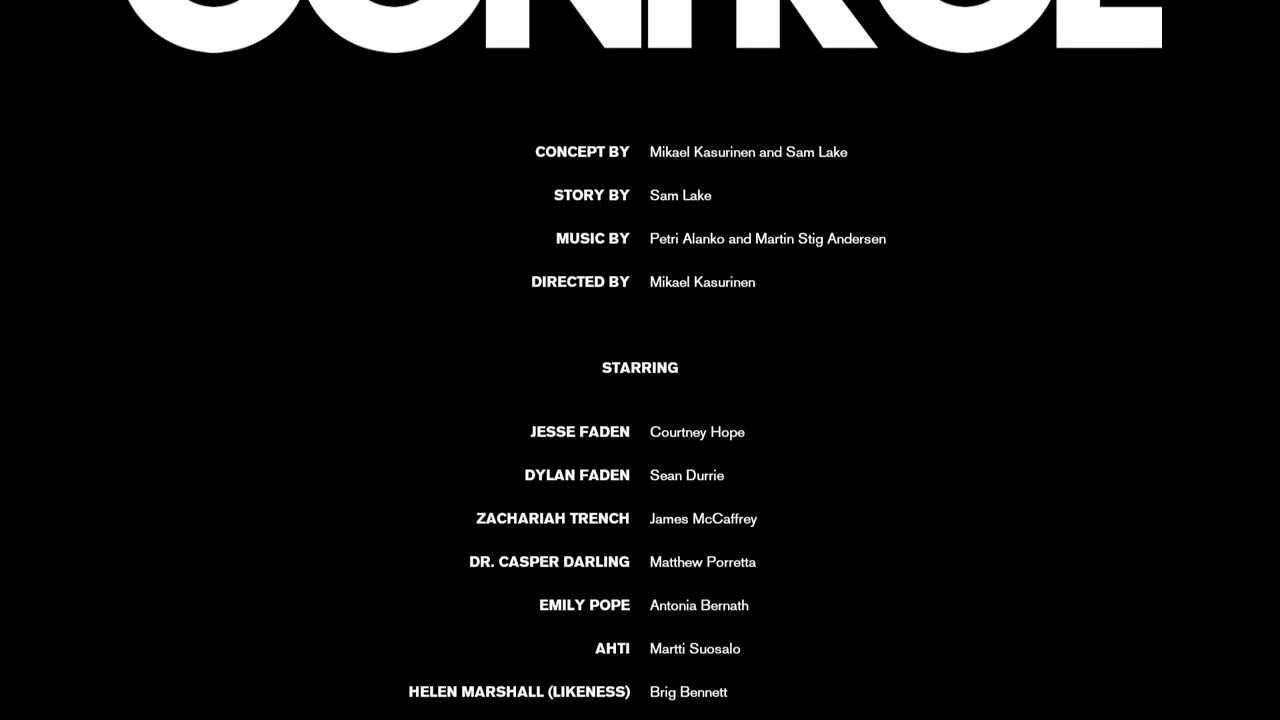 CONTROL
CONCEPT BY Mikael Kasurinen and Sam Lake
STORY BY Sam Lake
MUSIC BY Petri Alanko and Martin Stig Andersen
DIRECTED BY Mikael Kasurinen
STARRING
JESSE FADEN Courtney Hope
DYLAN FADEN Sean Durrie
ZACHARIAH TRENCH James McCaffrey
DR. CASPER DARLING Matthew Porretta
EMILY POPE Antonia Bernath
AHTI Martti Suosalo
HELEN MARSHALL (LIKENESS) Brig Bennett